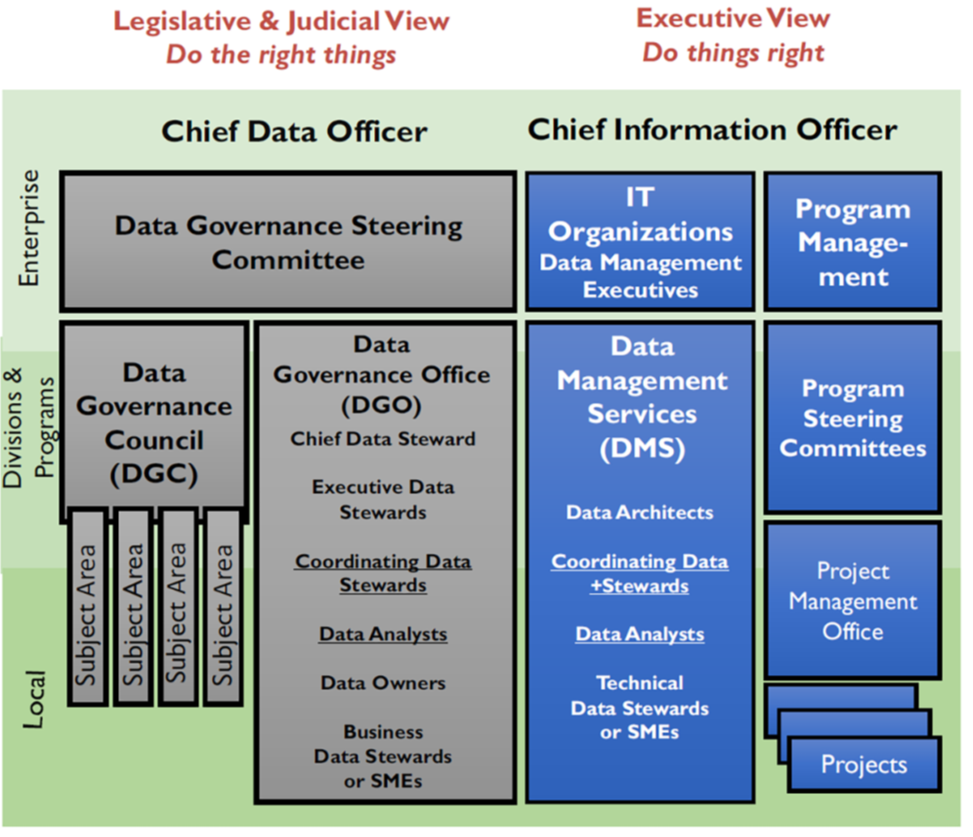 Legislative & Judicial View
Do the right things
Executive View
Do things right
Chief Data Officer
Chief Information Officer
Enterprise
Data Governance Steering
Committee
IT
Organizations
Data Management
Executives
Program
Manage-
ment
Divisions &
Programs
Data
Governance
Council
(DGC)
Data
Governance Office
(DGO)
Chief Data Steward
Executive Data
Stewards
Coordinating Data
Stewards
Data Analysts
Data Owners
Business
Data Stewards
or SMEs
Data
Management
Services
(DMS)
Data Architects
Coordinating Data
+Stewards
Data Analysts
Technical
Data Stewards
or SMEs
Program
Steering
Committees
Project
Management
Office
Projects
Local
Subject Area
Subject Area
Subject Area
Subject Area